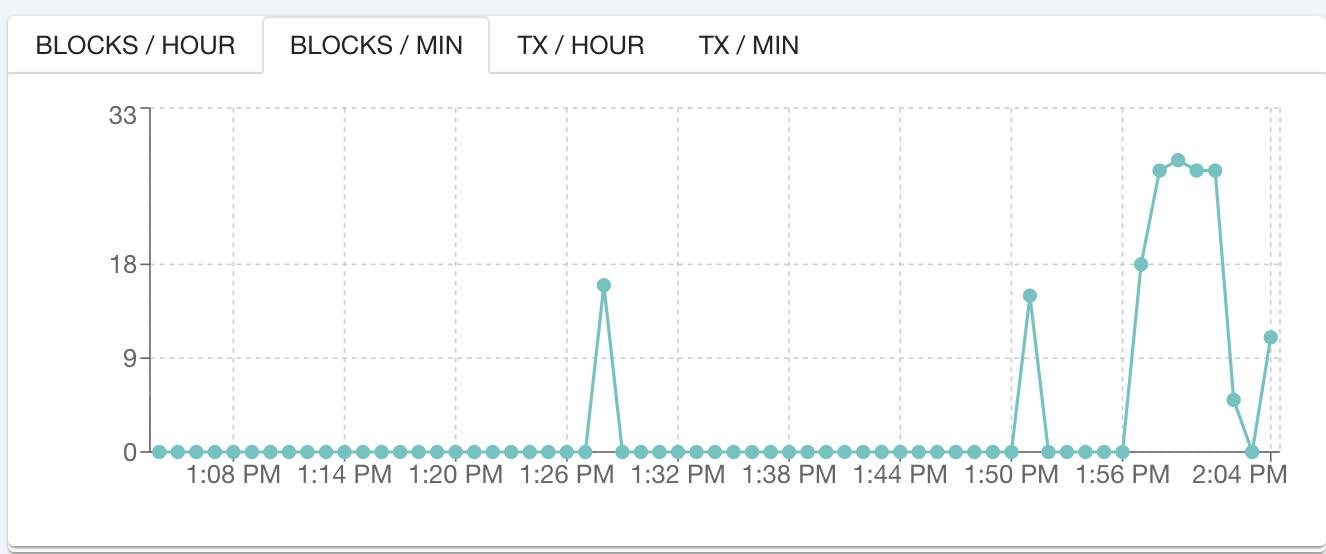 BLOCKS / HOUR BLOCKS / MIN TX / HOUR TX / MIN
33
18
9
0
1:08 PM 1:14 PM 1:20 PM 1:26 PM 1:32 PM 1:38 PM 1:44 PM 1:50 PM 1:56 PM 2:04 PM